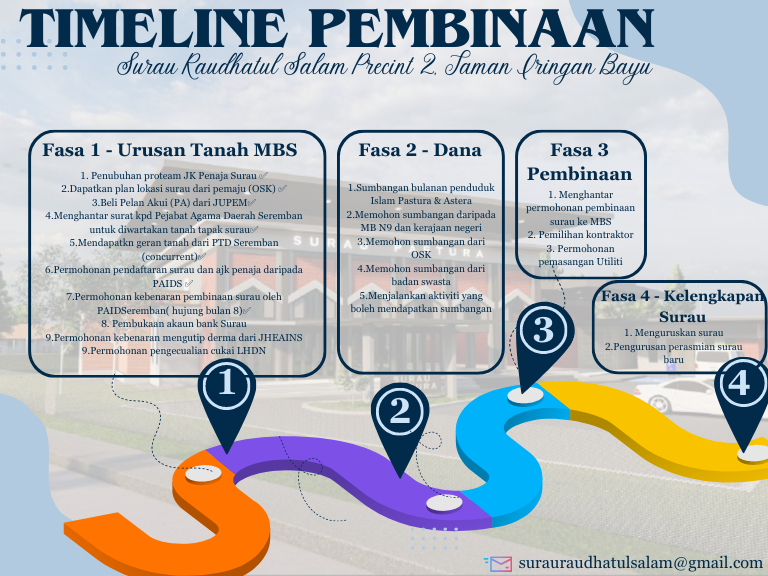 TIMELINE PEMBINAAN
Surau Raudhatul Salam Precint 2, Taman Iringan Bayu
Fasa 1 - Urusan Tanah MBS
1. Penubuhan proteam JK Penaja Surau ✅
2.Dapatkan plan lokasi surau dari pemaju (OSK) ✅
3.Beli Pelan Akui (PA) dari JUPEM✅
4.Menghantar surat kpd Pejabat Agama Daerah Seremban
untuk diwartakan tanah tapak surau✅
5.Mendapatkn geran tanah dari PTD Seremban
(concurrent)✅
6.Permohonan pendaftaran surau dan ajk penaja daripada
PAIDS ✅
7.Permohonan kebenaran pembinaan surau oleh
PAIDSeremban( hujung bulan 8)✅
8. Pembukaan akaun bank Surau
9.Permohonan kebenaran mengutip derma dari JHEAINS
9.Permohonan pengecualian cukai LHDN
Fasa 2 - Dana
1.Sumbangan bulanan penduduk
Islam Pastura & Astera
2.Memohon sumbangan daripada
MB N9 dan kerajaan negeri
3.Memohon sumbangan dari
OSK
4.Memohon sumbangan dari
badan swasta
5.Menjalankan aktiviti yang
boleh mendapatkan sumbangan
Fasa 3
Pembinaan
1. Menghantar
permohonan pembinaan
surau ke MBS
2. Pemilihan kontraktor
3. Permohonan
pemasangan Utiliti
Fasa 4 - Kelengkapan
Surau
1. Menguruskan surau
2.Pengurusan perasmian surau
baru
SURAU PASTURA
SURAU
PASTURA
1
2
3
4
surauraudhatulsalam@gmail.com